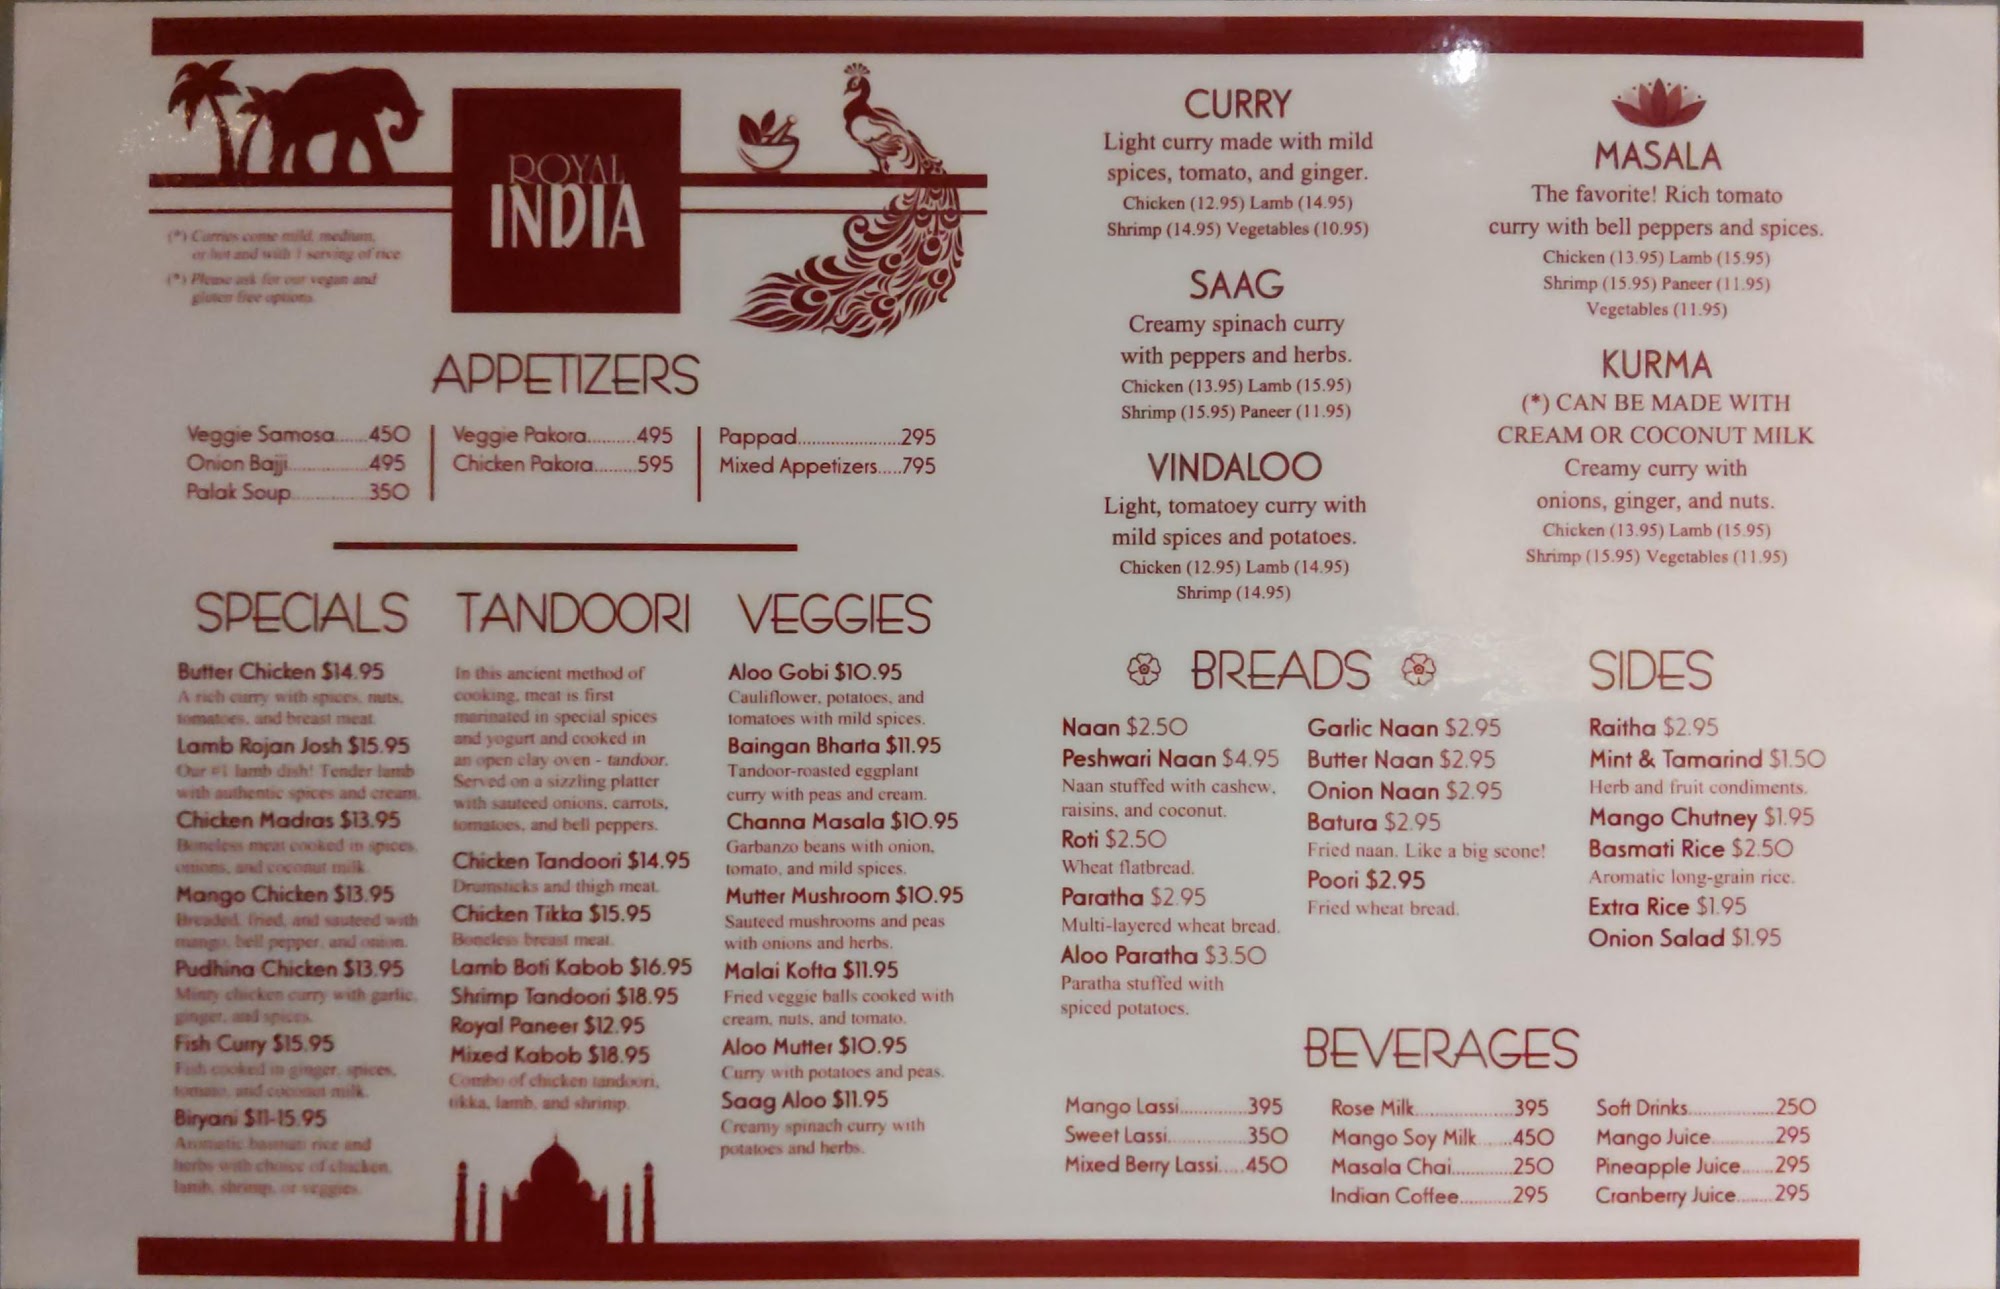 ROYAL
INDIA
(*) Curries come mild, medium,
or hot and with 1 serving of rice
(*) Please ask for our vegan and
gluten free options.
APPETIZERS
Veggie Samosa.......450
Onion Bajji.................495
Palak Soup................350
Veggie Pakora..........495
Chicken Pakora.........595
Pappad......................295
Mixed Appetizers.....795
SPECIALS
Butter Chicken $14.95
A rich curry with spices, nuts,
tomatoes, and breast meat.
Lamb Rojan Josh $15.95
Our #1 lamb dish! Tender lamb
with authentic spices and cream.
Chicken Madras $13.95
Boneless meat cooked in spices,
onions, and coconut milk.
Mango Chicken $13.95
Breaded, fried, and sauteed with
mango, bell pepper, and onion.
Pudhina Chicken $13.95
Minty chicken curry with garlic,
ginger, and spices.
Fish Curry $15.95
Fish cooked in ginger, spices,
tomato, and coconut milk.
Biryani $11-15.95
Aromatic basmati rice and
herbs with choice of chicken,
lamb, shrimp, or veggies.
TANDOORI
In this ancient method of
cooking, meat is first
marinated in special spices
and yogurt and cooked in
an open clay oven - tandoor.
Served on a sizzling platter
with sauteed onions, carrots,
tomatoes, and bell peppers.
Chicken Tandoori $14.95
Drumsticks and thigh meat.
Chicken Tikka $15.95
Boneless breast meat.
Lamb Boti Kabob $16.95
Shrimp Tandoori $18.95
Royal Paneer $12.95
Mixed Kabob $18.95
Combo of chicken tandoori,
tikka, lamb, and shrimp.
VEGGIES
Aloo Gobi $10.95
Cauliflower, potatoes, and
tomatoes with mild spices.
Baingan Bharta $11.95
Tandoor-roasted eggplant
curry with peas and cream.
Channa Masala $10.95
Garbanzo beans with onion,
tomato, and mild spices.
Mutter Mushroom $10.95
Sauteed mushrooms and peas
with onions and herbs.
Malai Kofta $11.95
Fried veggie balls cooked with
cream, nuts, and tomato.
Aloo Mutter $10.95
Curry with potatoes and peas.
Saag Aloo $11.95
Creamy spinach curry with
potatoes and herbs.
CURRY
Light curry made with mild
spices, tomato, and ginger.
Chicken (12.95) Lamb (14.95)
Shrimp (14.95) Vegetables (10.95)
SAAG
Creamy spinach curry
with peppers and herbs.
Chicken (13.95) Lamb (15.95)
Shrimp (15.95) Paneer (11.95)
VINDALOO
Light, tomatoey curry with
mild spices and potatoes.
Chicken (12.95) Lamb (14.95)
Shrimp (14.95)
MASALA
The favorite! Rich tomato
curry with bell peppers and spices.
Chicken (13.95) Lamb (15.95)
Shrimp (15.95) Paneer (11.95)
Vegetables (11.95)
KURMA
(*) CAN BE MADE WITH
CREAM OR COCONUT MILK
Creamy curry with
onions, ginger, and nuts.
Chicken (13.95) Lamb (15.95)
Shrimp (15.95) Vegetables (11.95)
BREADS
Naan $2.50
Peshwari Naan $4.95
Naan stuffed with cashew,
raisins, and coconut.
Roti $2.50
Wheat flatbread.
Paratha $2.95
Multi-layered wheat bread.
Aloo Paratha $3.50
Paratha stuffed with
spiced potatoes.
Garlic Naan $2.95
Butter Naan $2.95
Onion Naan $2.95
Batura $2.95
Fried naan. Like a big scone!
Poori $2.95
Fried wheat bread.
SIDES
Raitha $2.95
Mint & Tamarind $1.50
Herb and fruit condiments.
Mango Chutney $1.95
Basmati Rice $2.50
Aromatic long-grain rice.
Extra Rice $1.95
Onion Salad $1.95
BEVERAGES
Mango Lassi..............395
Sweet Lassi.................350
Mixed Berry Lassi.....450
Rose Milk.....................395
Mango Soy Milk.......450
Masala Chai.............250
Indian Coffee...........295
Soft Drinks...................250
Mango Juice.............295
Pineapple Juice.......295
Cranberry Juice........295